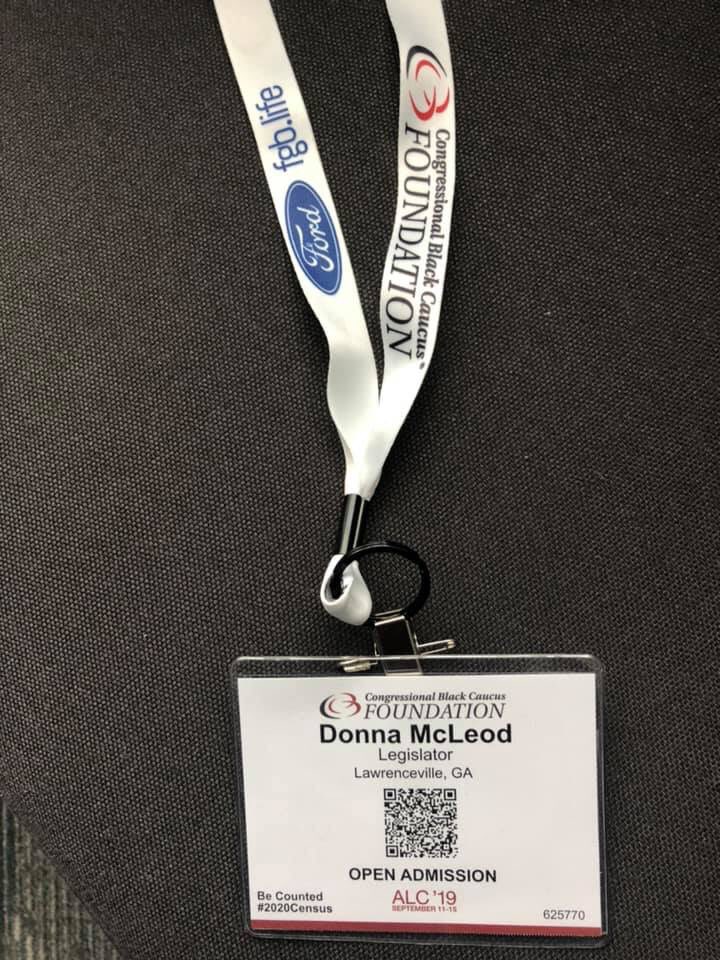 fgb.life
Ford
Congressional Black Caucus®
FOUNDATION
Congressional Black Caucus
FOUNDATION
Donna McLeod
Legislator
Lawrenceville, GA
OPEN ADMISSION
Be Counted
#2020Census
ALC '19
SEPTEMBER 11-15
625770